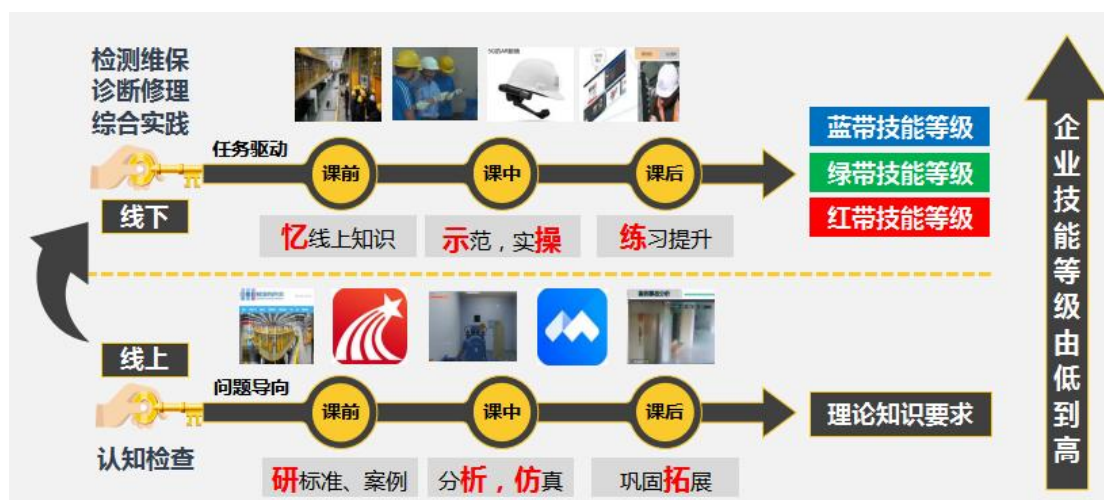 检测维保
诊断修理
综合实践
任务驱动
课前
课中
课后
线下
忆线上知识
示范，实操
练习提升
蓝带技能等级
绿带技能等级
红带技能等级
企业技能等级由低到高
线上
问题导向
课前
课中
课后
理论知识要求
认知检查
研标准、案例
分析，仿真
巩固拓展